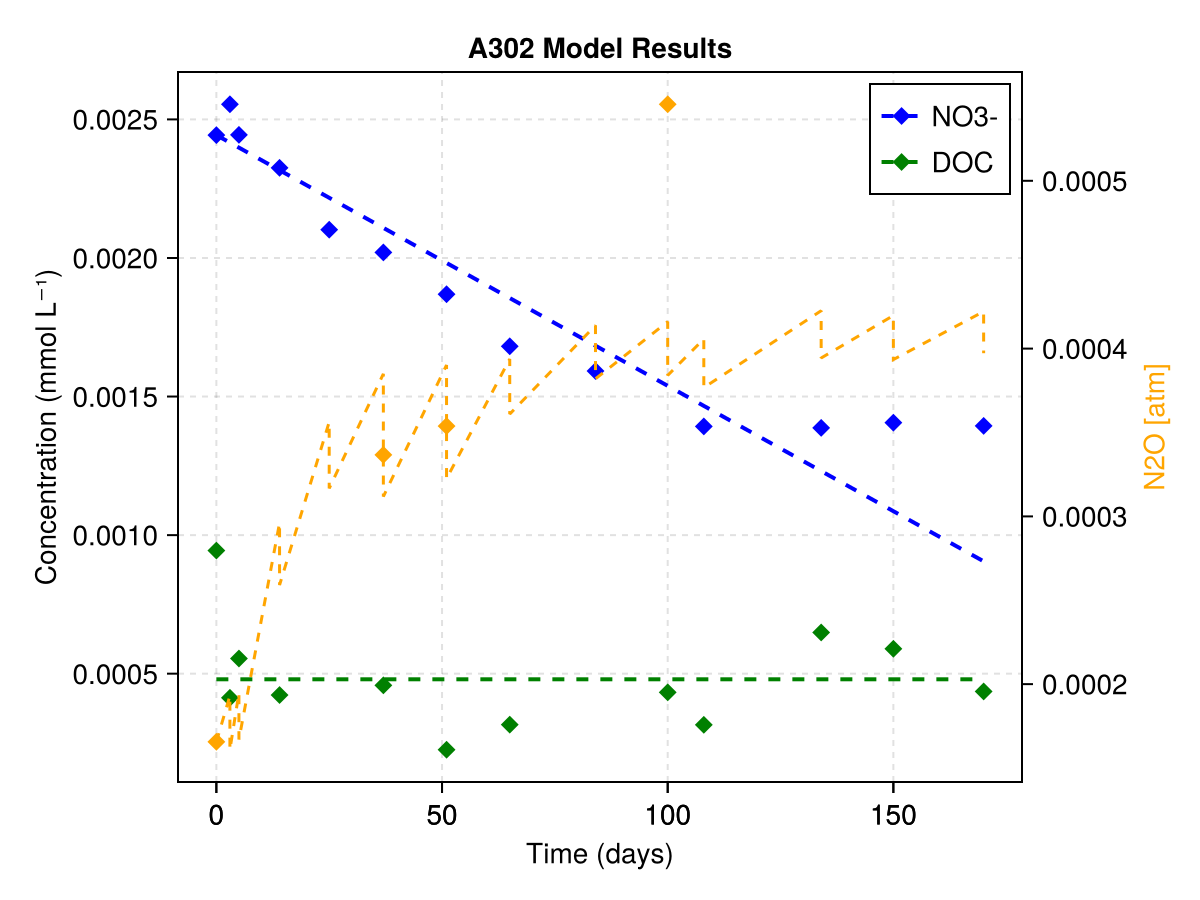 A302 Model Results
NO3-
DOC
0.0025
0.0020
0.0015
0.0010
0.0005
Concentration (mmol L⁻¹)
0.0005
0.0004
0.0003
0.0002
N2O [atm]
0
50
100
150
Time (days)